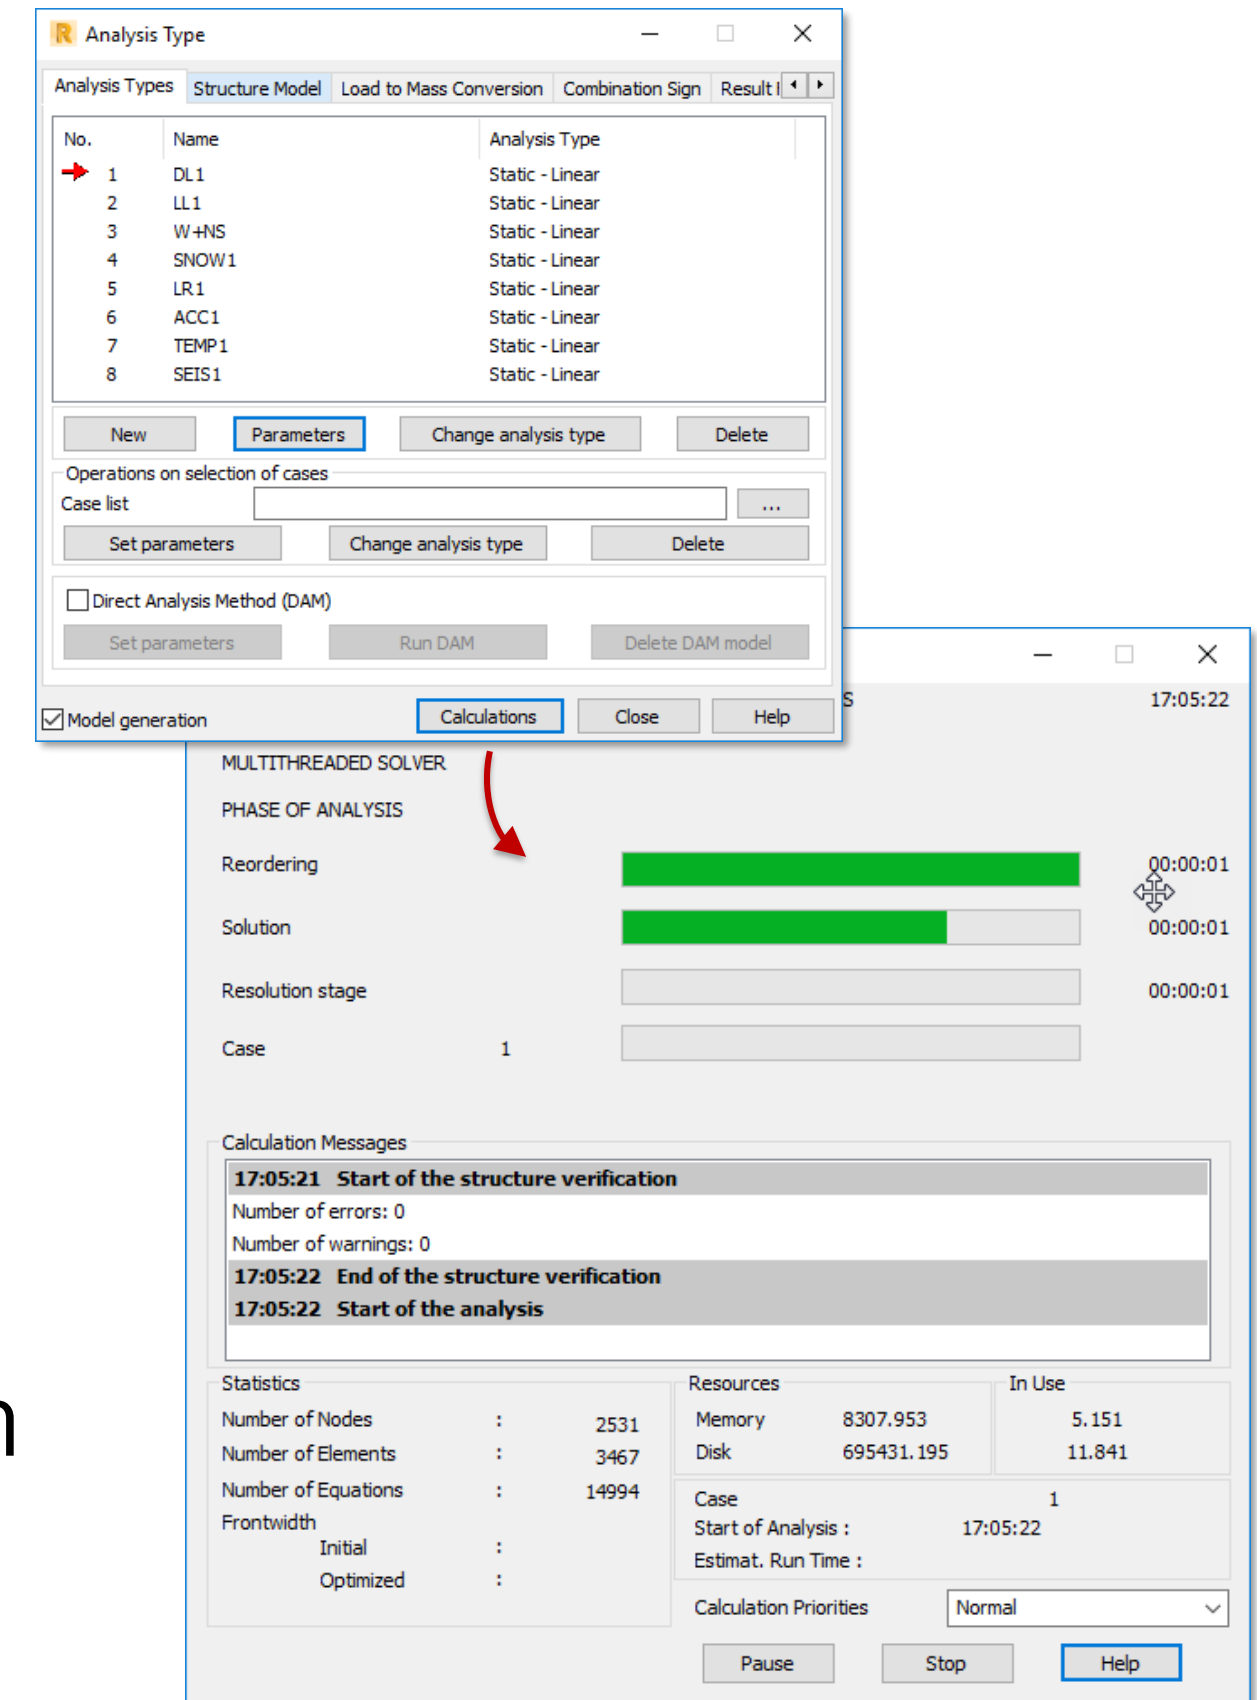 Analysis Type
Analysis Types Structure Model Load to Mass Conversion Combination Sign Result
No. Name Analysis Type
1 DL1 Static - Linear
2 LL1 Static - Linear
3 W+NS Static - Linear
4 SNOW1 Static - Linear
5 LR1 Static - Linear
6 ACC1 Static - Linear
7 TEMP1 Static - Linear
8 SEIS1 Static - Linear
New Parameters Change analysis type Delete
Operations on selection of cases
Case list ...
Set parameters Change analysis type Delete
Direct Analysis Method (DAM)
Set parameters Run DAM Delete DAM model
Model generation Calculations Close Help
S 17:05:22
MULTITHREADED SOLVER
PHASE OF ANALYSIS
Reordering 00:00:01
Solution 00:00:01
Resolution stage 00:00:01
Case 1
Calculation Messages
17:05:21 Start of the structure verification
Number of errors: 0
Number of warnings: 0
17:05:22 End of the structure verification
17:05:22 Start of the analysis
n
Statistics
Number of Nodes : 2531
Number of Elements : 3467
Number of Equations : 14994
Frontwidth
Initial :
Optimized :
Resources In Use
Memory 8307.953 5.151
Disk 695431.195 11.841
Case 1
Start of Analysis : 17:05:22
Estimat. Run Time :
Calculation Priorities Normal
Pause Stop Help